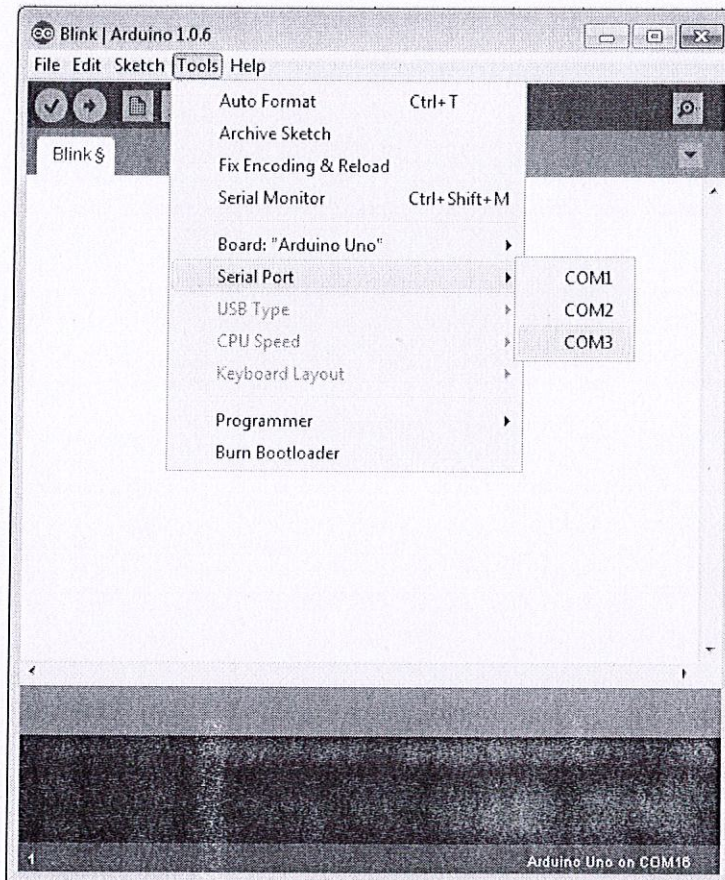 Blink | Arduino 1.0.6
File Edit Sketch Tools Help
Blink §
Auto Format Ctrl+T
Archive Sketch
Fix Encoding & Reload
Serial Monitor Ctrl+Shift+M
Board: "Arduino Uno"
Serial Port
COM1
USB Type
COM2
CPU Speed
COM3
Keyboard Layout
Programmer
Burn Bootloader
1 Arduino Uno on COM16